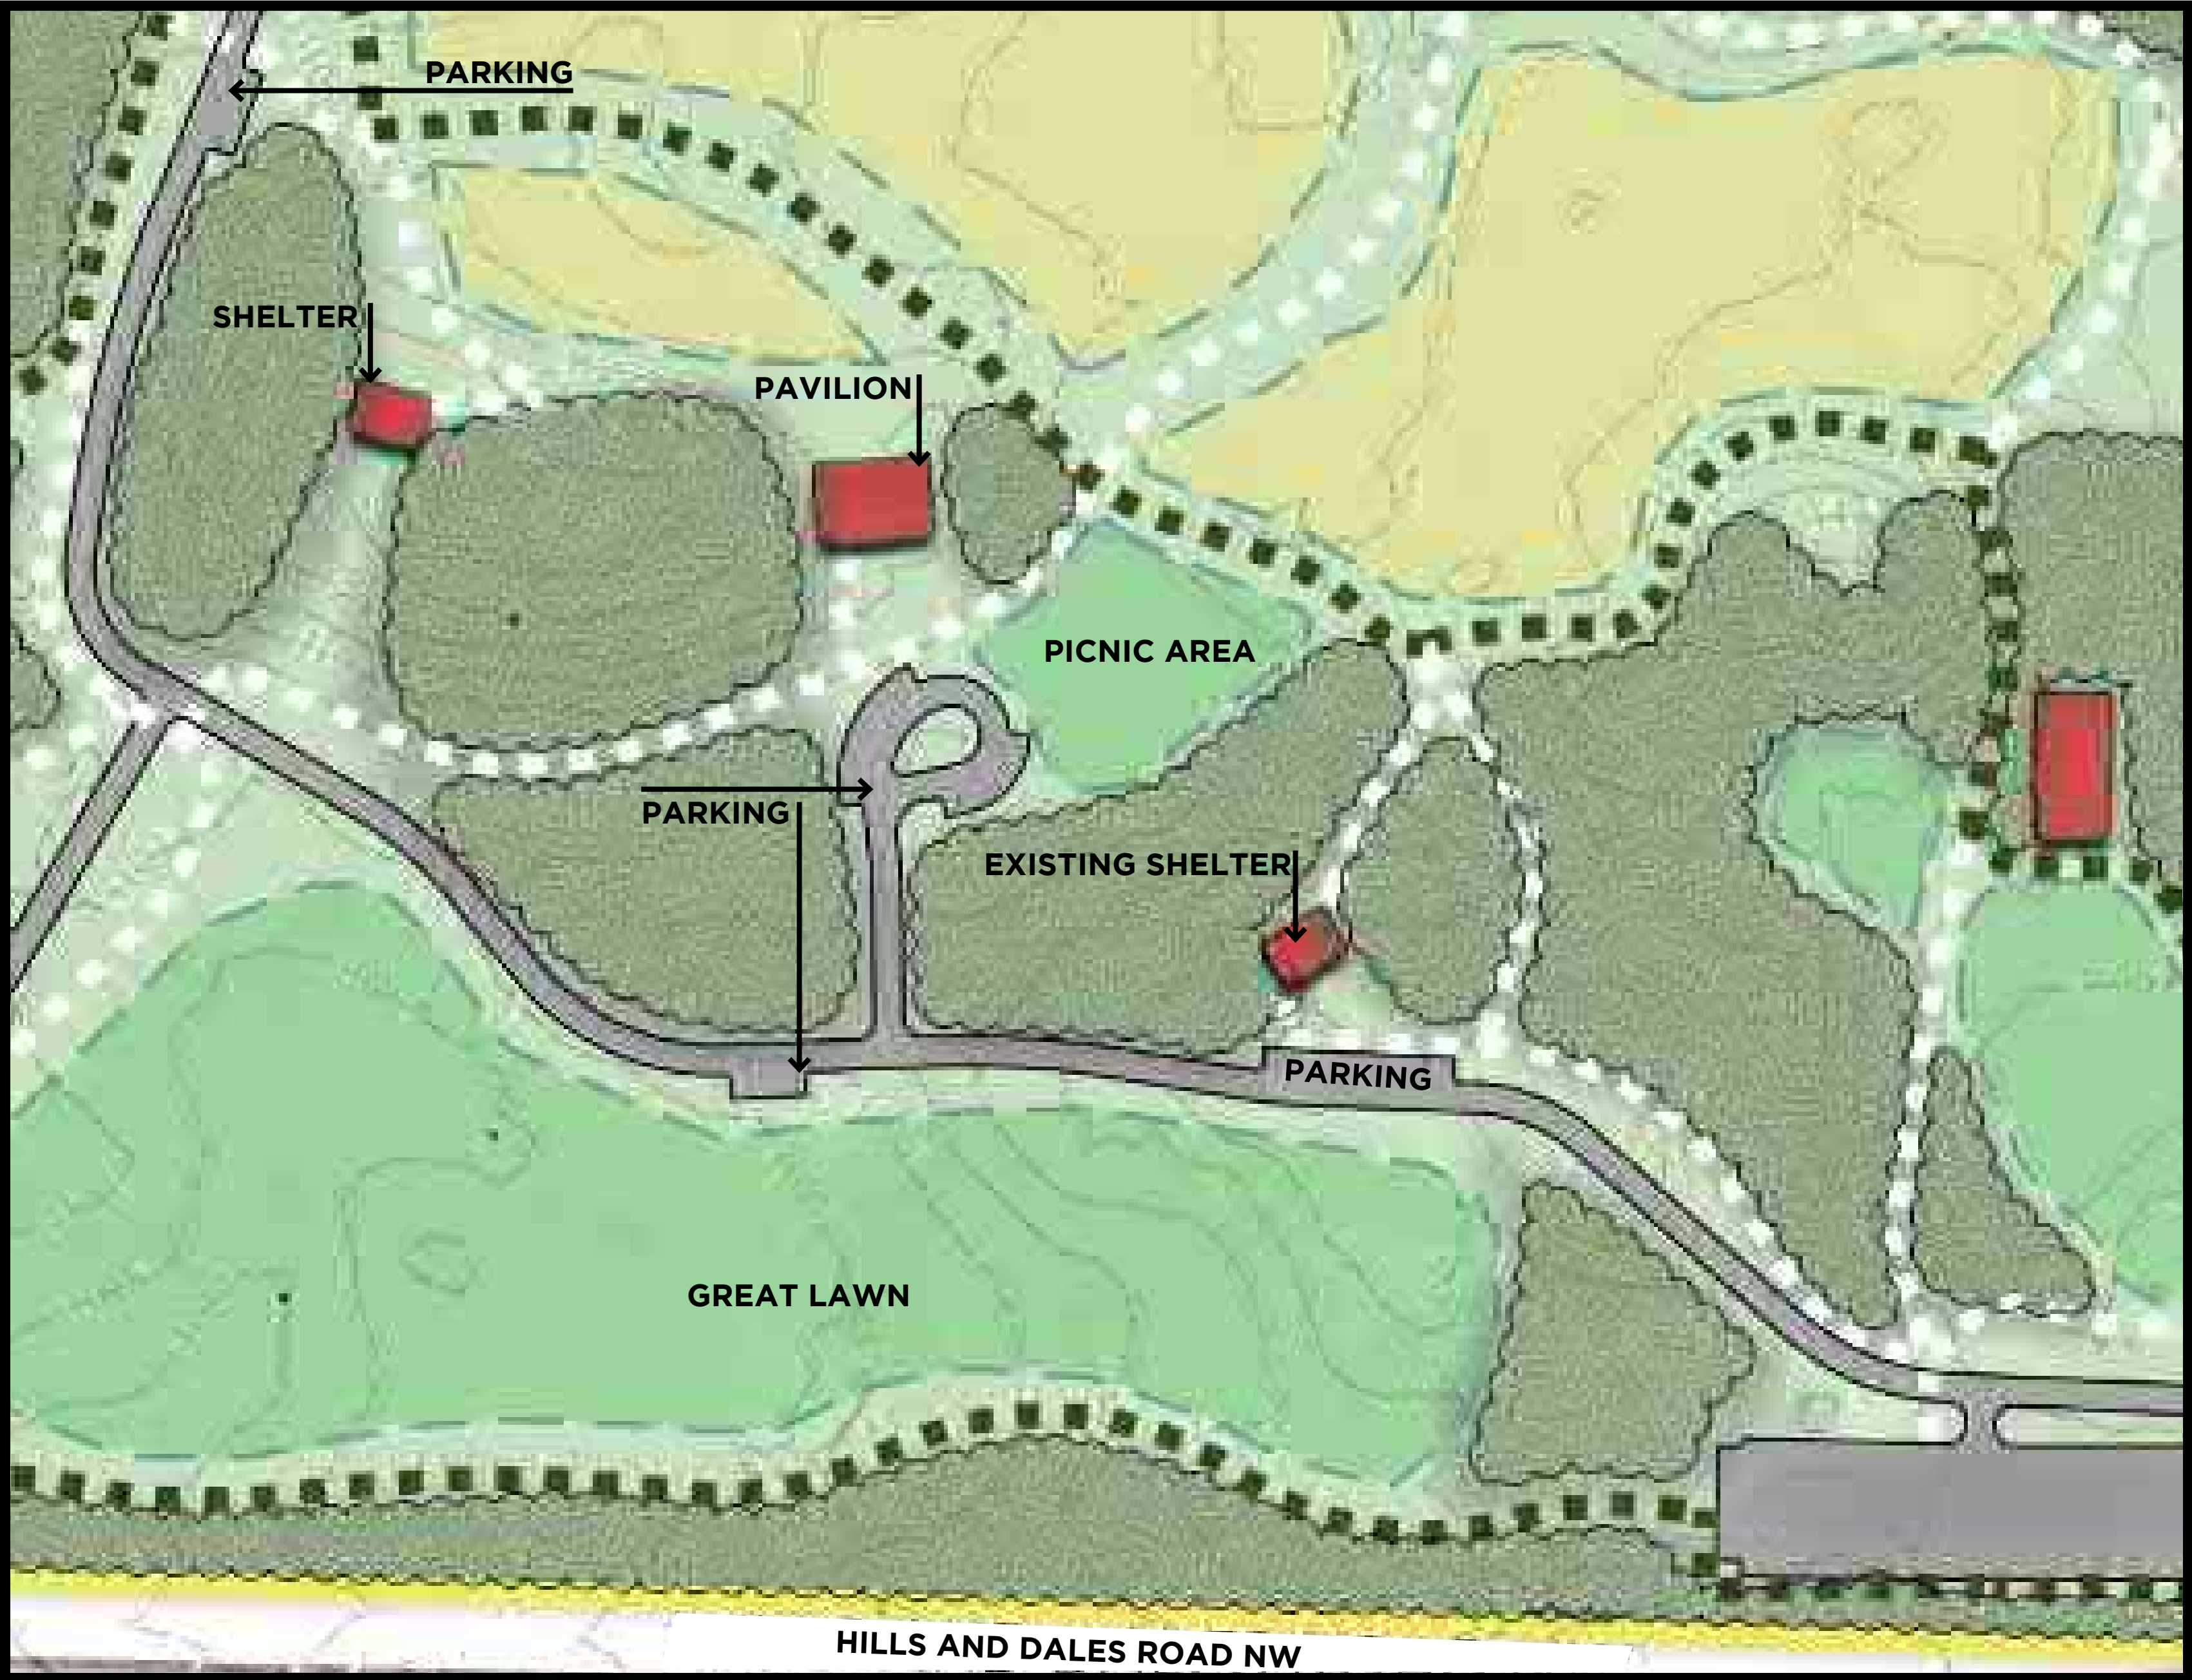 PARKING
SHELTER
PAVILION
PICNIC AREA
PARKING
EXISTING SHELTER
PARKING
GREAT LAWN
HILLS AND DALES ROAD NW